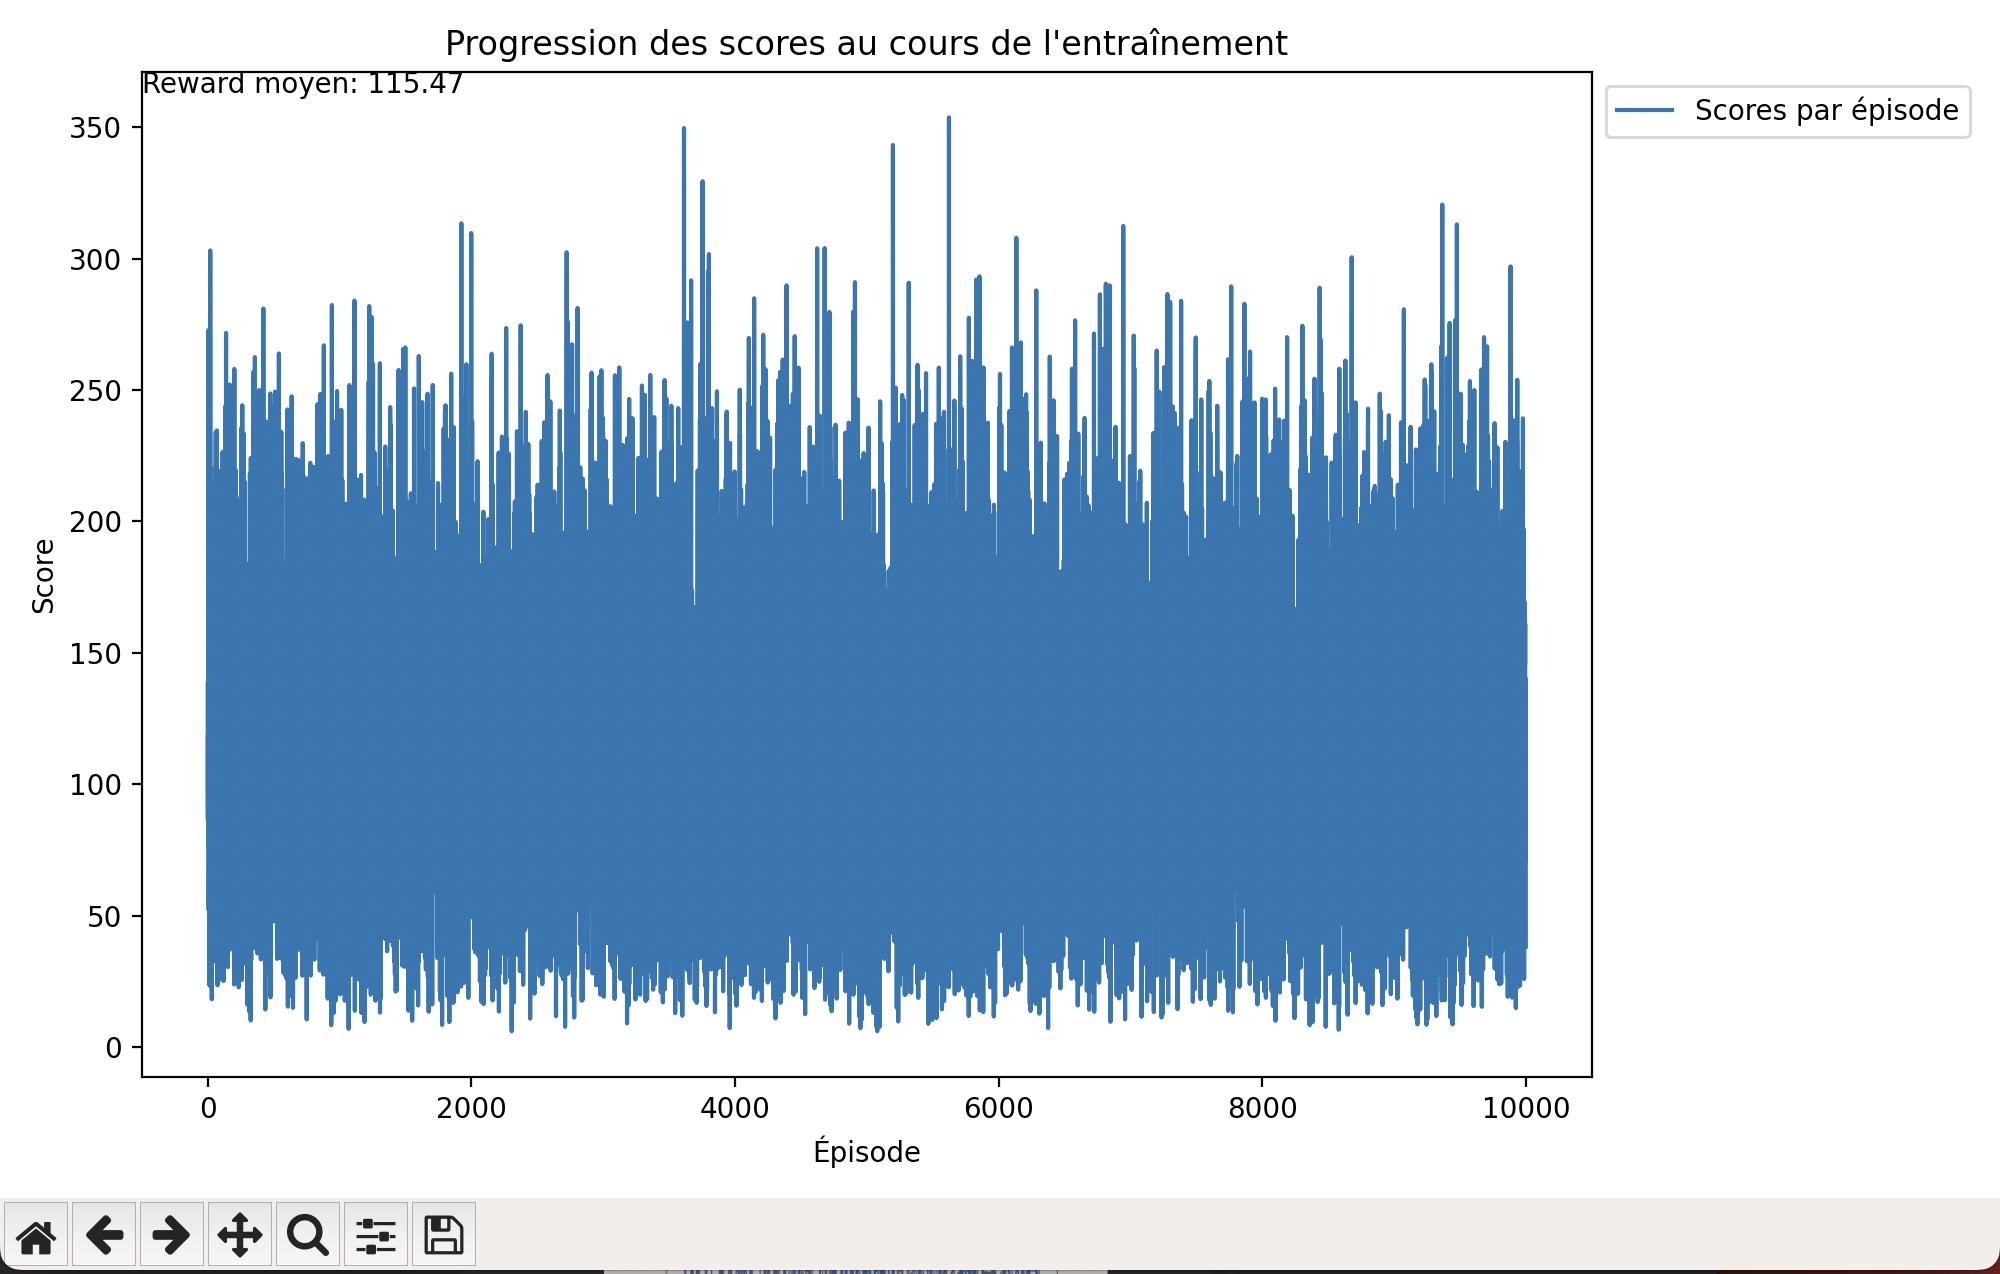 Progression des scores au cours de l'entraînement
Reward moyen: 115.47
Scores par épisode
350
300
250
200
150
100
50
0
Score
0 2000 4000 6000 8000 10000
Épisode